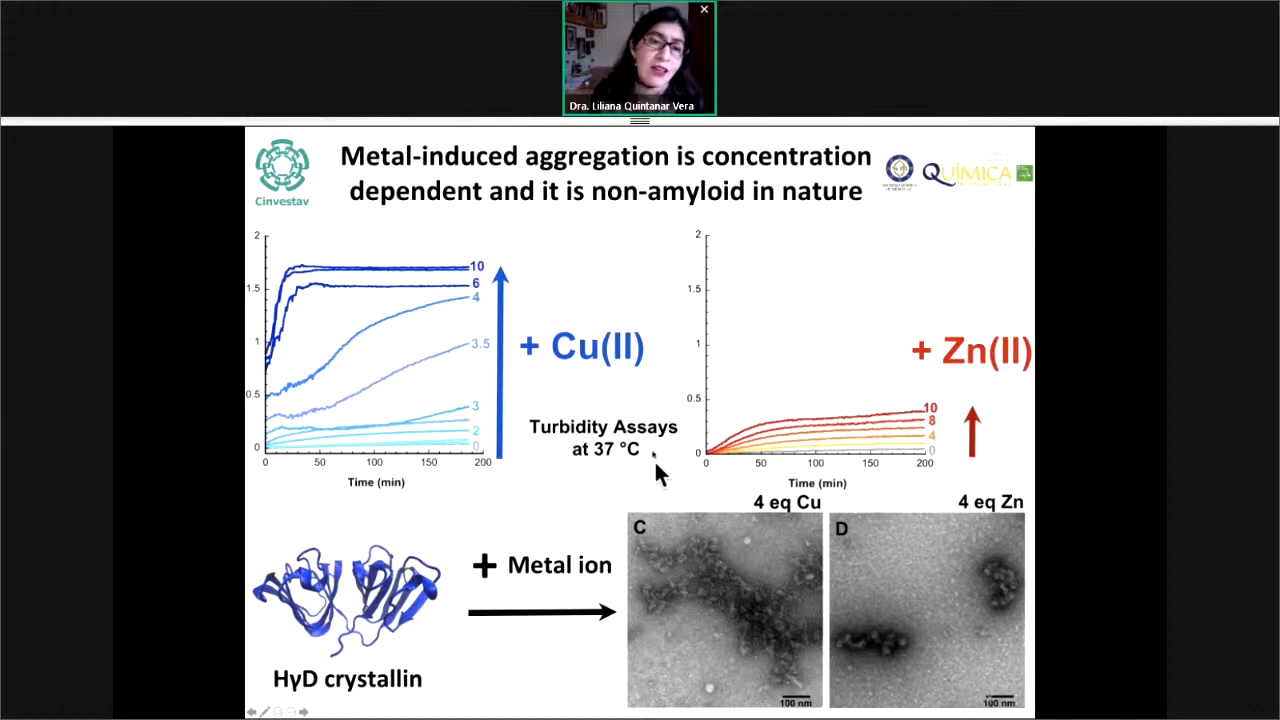 Dra. Liliana Quintanar Vera
Metal-induced aggregation is concentration
dependent and it is non-amyloid in nature
Cinvestav
QUÍMICA
2
1.5
1
0.5
0
0
50
100
150
200
Time (min)
10
6
4
3.5
3
2
0
+ Cu(II)
Turbidity Assays
at 37 °C
2
1.5
1
0.5
0
0
50
100
150
200
Time (min)
10
8
4
0
+ Zn(II)
4 eq Cu
4 eq Zn
C
D
100 nm
100 nm
+ Metal ion
HγD crystallin